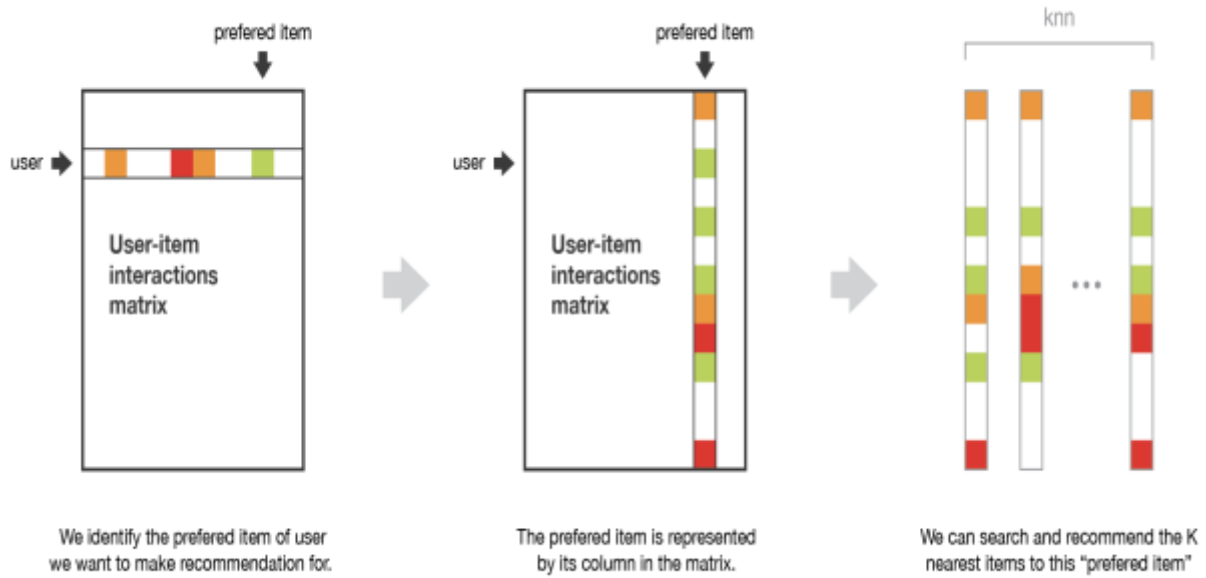 prefered item
user
User-item
interactions
matrix
We identify the prefered item of user
we want to make recommendation for.
prefered item
user
User-item
interactions
matrix
The prefered item is represented
by its column in the matrix.
knn
...
We can search and recommend the K
nearest items to this “prefered item”